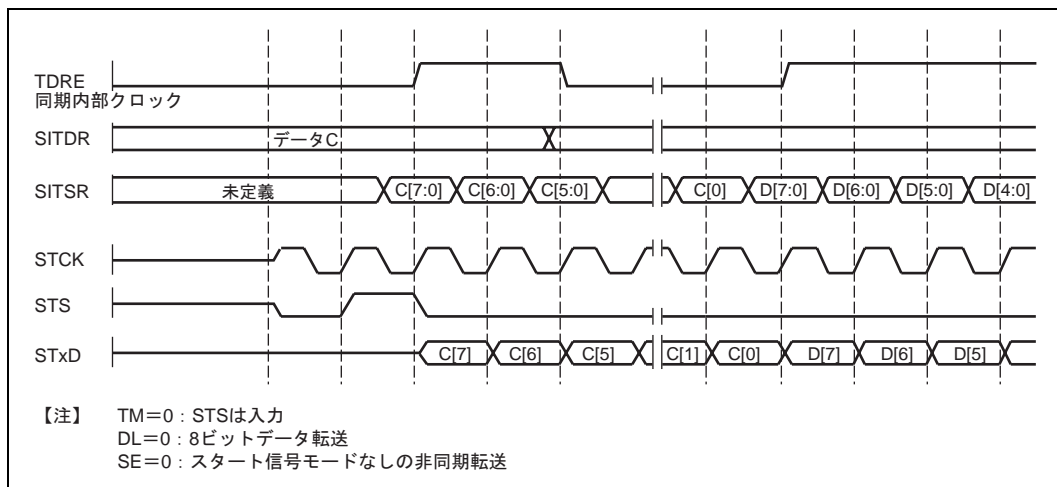 TDRE
同期内部クロック
SITDR
データC
SITSR
未定義 C[7:0] C[6:0] C[5:0] C[0] D[7:0] D[6:0] D[5:0] D[4:0]
STCK
STS
STxD
C[7] C[6] C[5] C[1] C[0] D[7] D[6] D[5]
【注】 TM=0:STSは入力
DL=0:8ビットデータ転送
SE=0:スタート信号モードなしの非同期転送